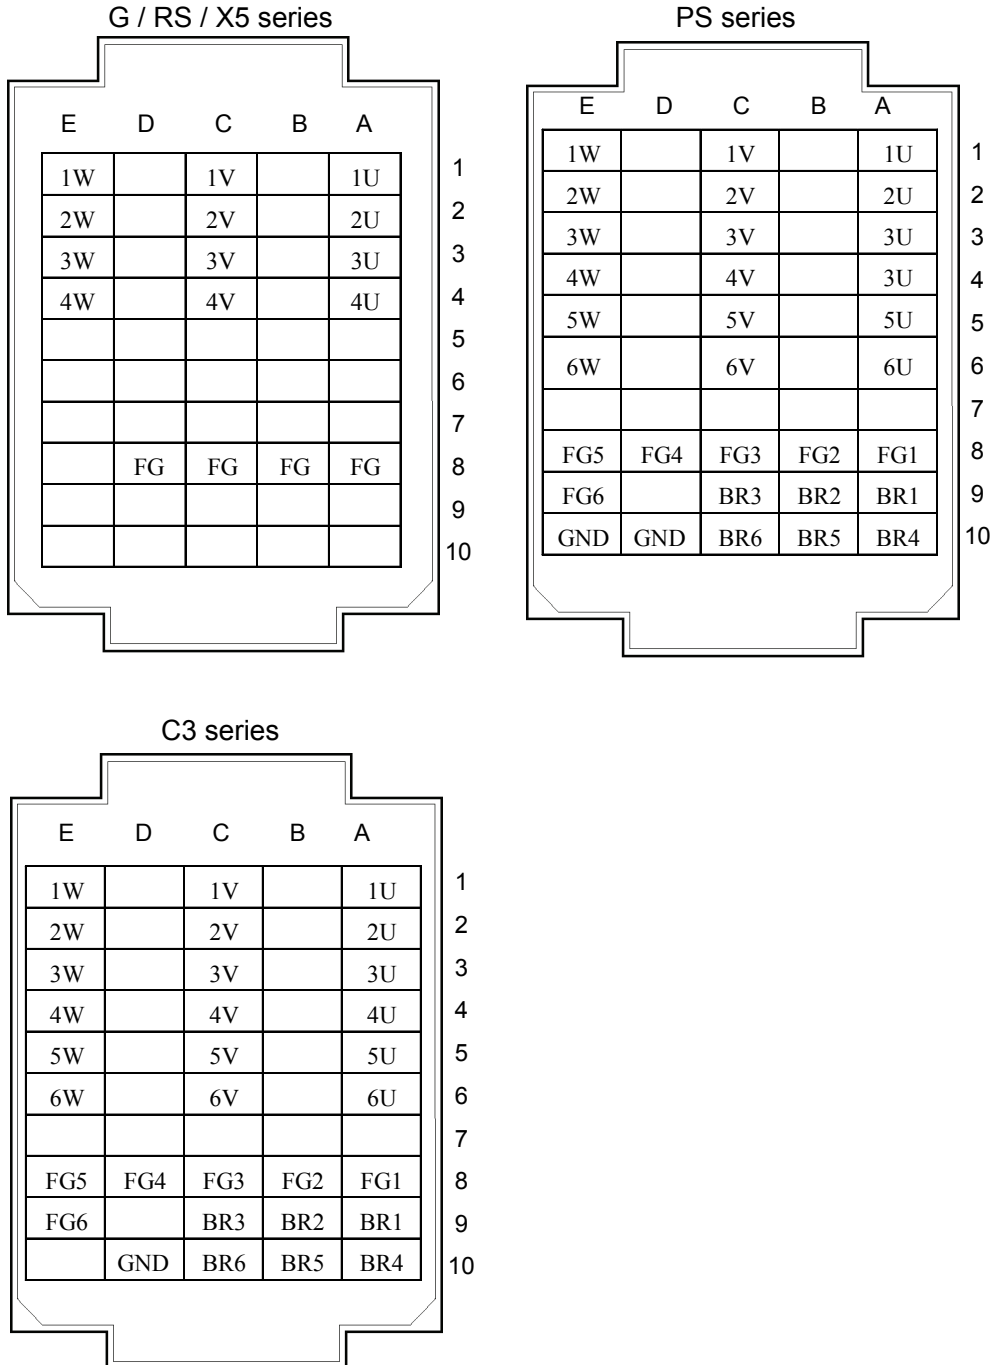 G / RS / X5 series
E D C B A
1W 1V 1U 1
2W 2V 2U 2
3W 3V 3U 3
4W 4V 4U 4
5
6
7
FG FG FG FG 8
9
10
PS series
E D C B A
1W 1V 1U 1
2W 2V 2U 2
3W 3V 3U 3
4W 4V 3U 4
5W 5V 5U 5
6W 6V 6U 6
7
FG5 FG4 FG3 FG2 FG1 8
FG6 BR3 BR2 BR1 9
GND GND BR6 BR5 BR4 10
C3 series
E D C B A
1W 1V 1U 1
2W 2V 2U 2
3W 3V 3U 3
4W 4V 4U 4
5W 5V 5U 5
6W 6V 6U 6
7
FG5 FG4 FG3 FG2 FG1 8
FG6 BR3 BR2 BR1 9
GND BR6 BR5 BR4 10